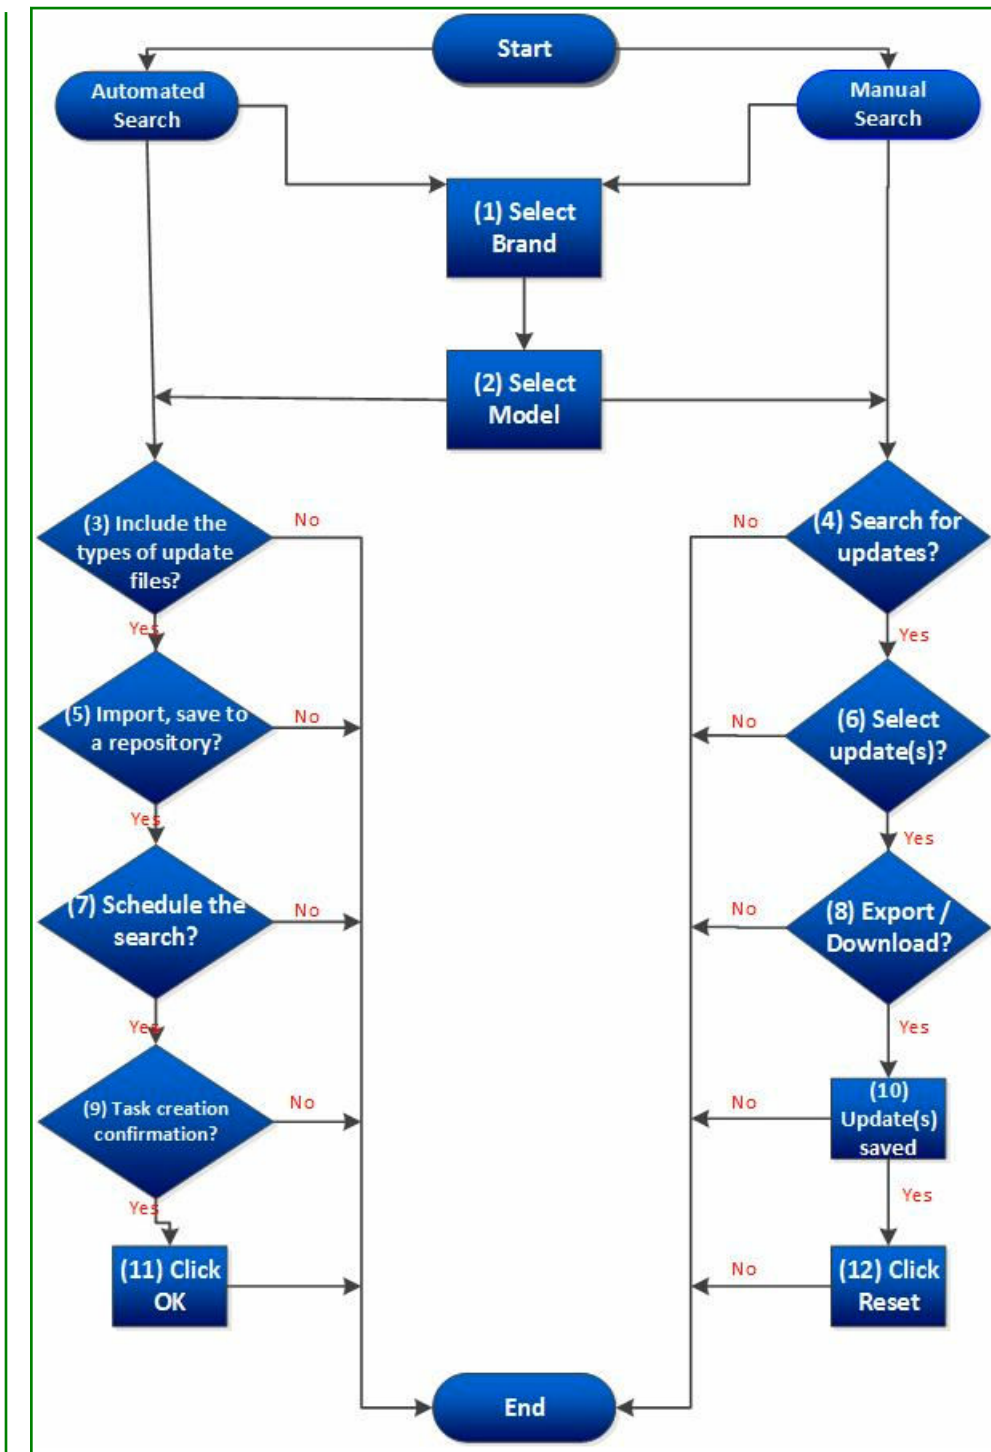 Start
Automated
Search
Manual
Search
(1) Select
Brand
(2) Select
Model
(3) Include the
types of update
files?
No
Yes
No
(4) Search for
updates?
Yes
(5) Import, save to
a repository?
No
Yes
No
(6) Select
update(s)?
Yes
(7) Schedule the
search?
No
Yes
No
(8) Export /
Download?
Yes
(9) Task creation
confirmation?
No
Yes
No
(10)
Update(s)
saved
Yes
(11) Click
OK
No
(12) Click
Reset
End